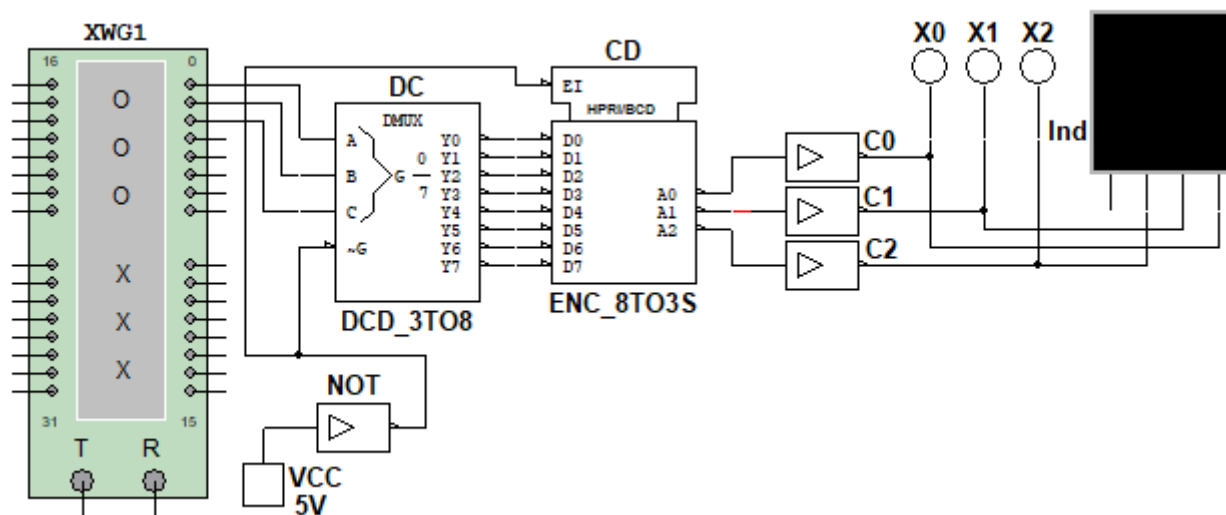 XWG1
16
0
O
O
O
X
X
X
31
15
T
R
DC
DMUX
A
B
C
~G
G
0
7
Y0
Y1
Y2
Y3
Y4
Y5
Y6
Y7
DCD_3TO8
NOT
VCC
5V
CD
EI
HPRI/BCD
D0
D1
D2
D3
D4
D5
D6
D7
A0
A1
A2
ENC_8TO3S
C0
C1
C2
X0 X1 X2
Ind